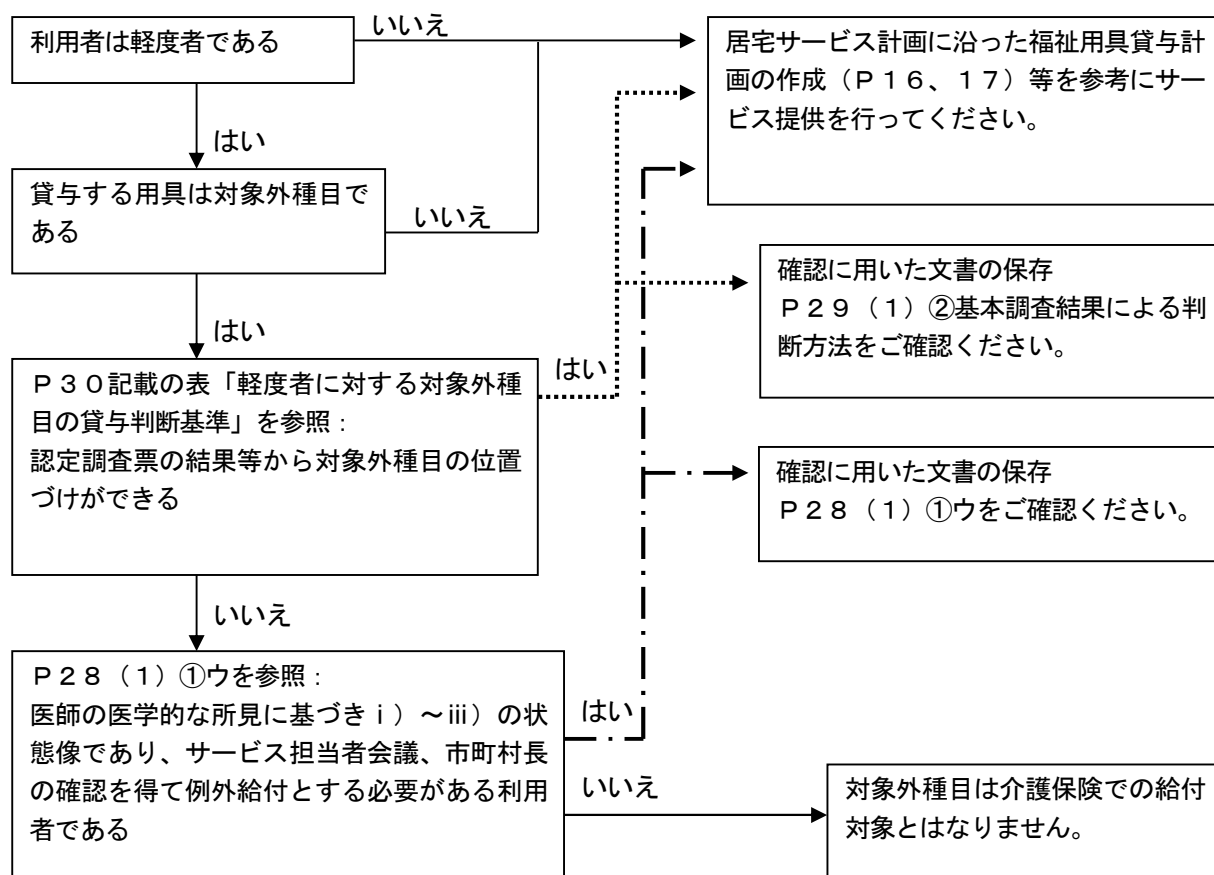 利用者は軽度者である
いいえ
居宅サービス計画に沿った福祉用具貸与計
画の作成（Ｐ１６、１７）等を参考にサー
ビス提供を行ってください。
はい
貸与する用具は対象外種目で
ある
いいえ
確認に用いた文書の保存
Ｐ２９（１）②基本調査結果による判
断方法をご確認ください。
はい
Ｐ３０記載の表「軽度者に対する対象外種
目の貸与判断基準」を参照：
認定調査票の結果等から対象外種目の位置
づけができる
はい
確認に用いた文書の保存
Ｐ２８（１）①ウをご確認ください。
いいえ
Ｐ２８（１）①ウを参照：
医師の医学的な所見に基づきⅰ）～ⅲ）の状
態像であり、サービス担当者会議、市町村長
の確認を得て例外給付とする必要がある利用
者である
はい
いいえ
対象外種目は介護保険での給付
対象とはなりません。